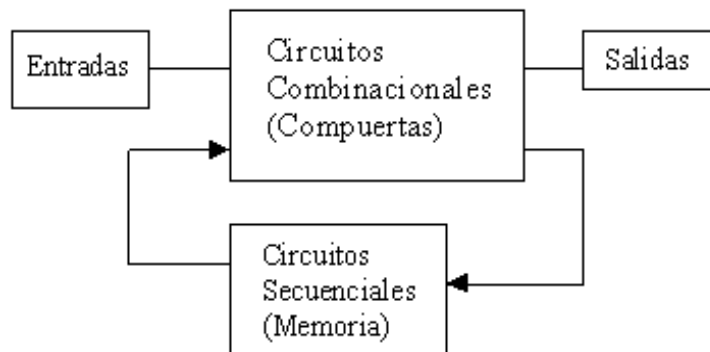 Entradas
Circuitos
Combinacionales
(Compuertas)
Salidas
Circuitos
Secuenciales
(Memoria)